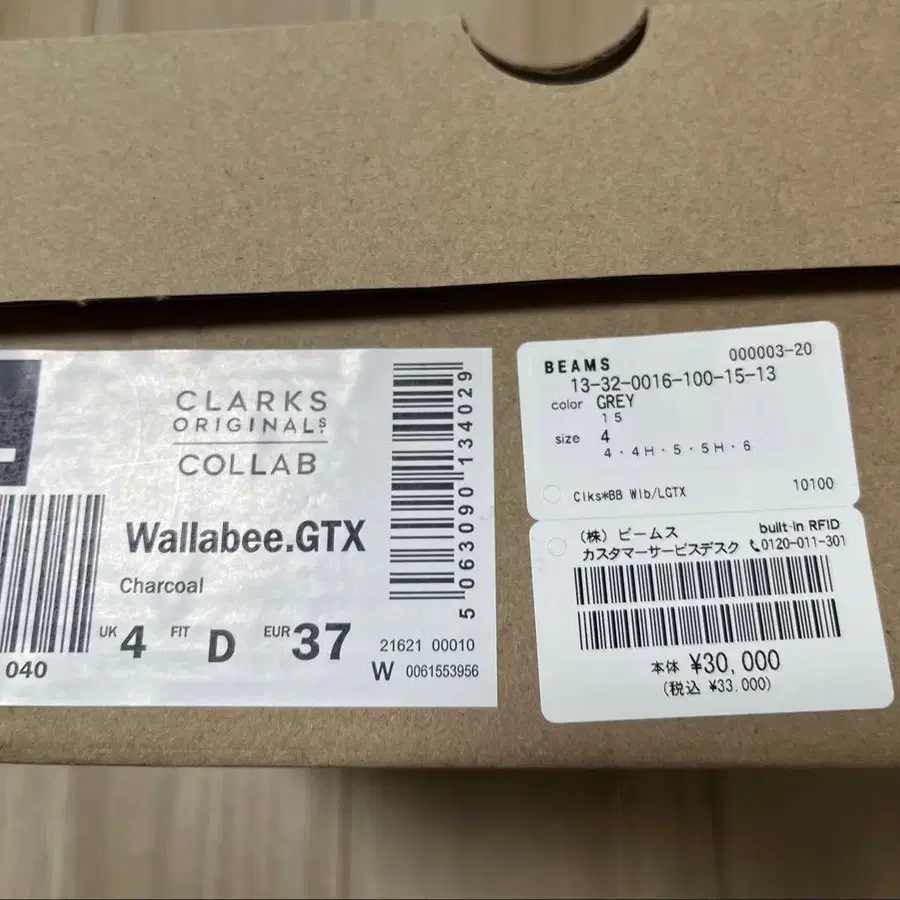 CLARKS
ORIGINALS
COLLAB
Wallabee.GTX
Charcoal
UK 4 FIT D EUR 37
21621 00010
W 0061553956
5 063090 134029
040
BEAMS 000003-20
13-32-0016-100-15-13
color GREY
15
size 4
4・4H・5・5H・6
Clks*BB Wlb/LGTX 10100
(株) ビームス built-in RFID
カスタマーサービスデスク 0120-011-301
本体 ¥30,000
(税込 ¥33.000)